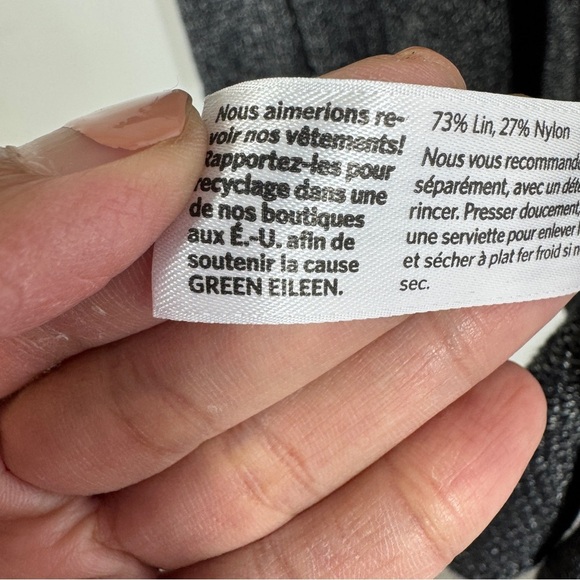 Nous aimerions re-
voir nos vêtements!
Rapportez-les pour
recyclage dans une
de nos boutiques
aux É.-U. afin de
soutenir la cause
GREEN EILEEN.
73% Lin, 27% Nylon
Nous vous recommand
séparément, avec un dét
rincer. Presser doucement,
une serviette pour enlever
et sécher à plat fer froid si
sec.